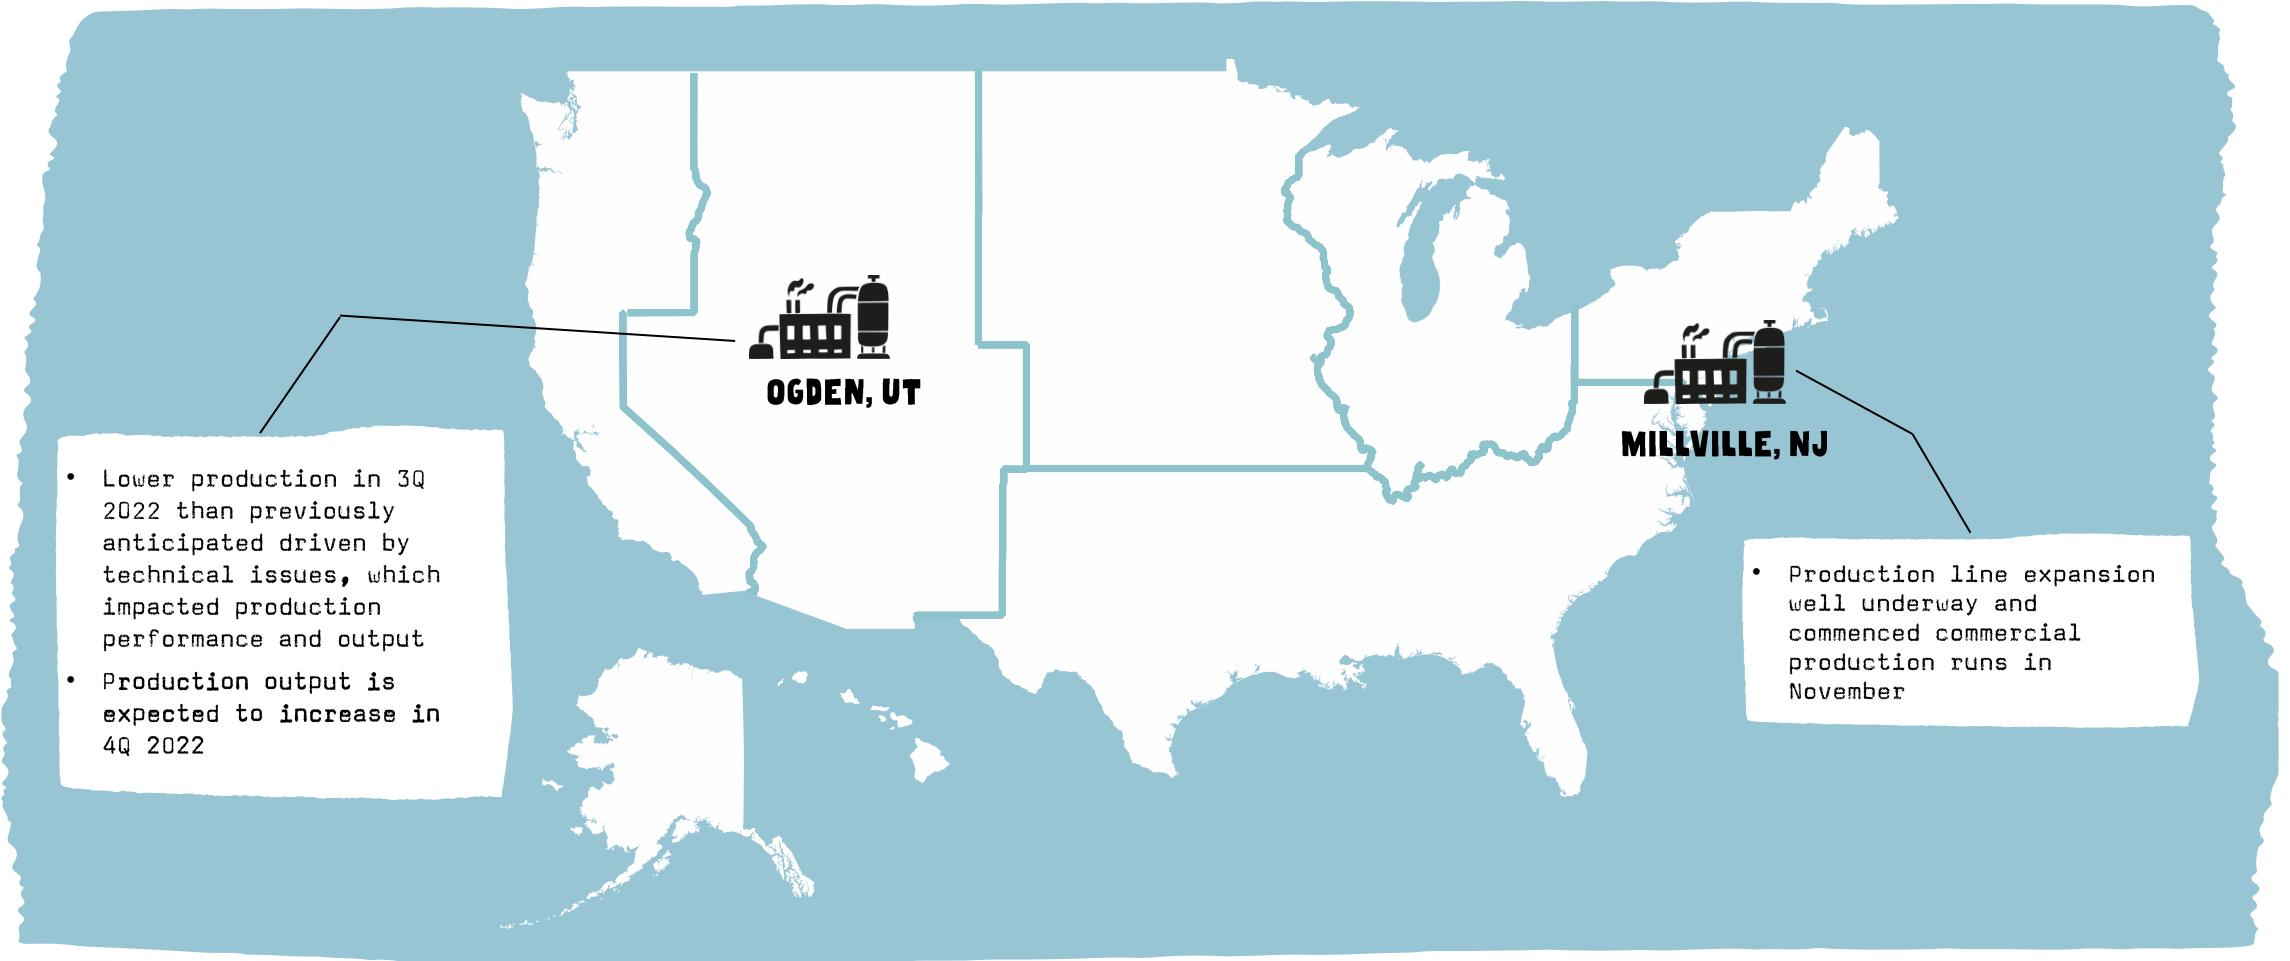 OGDEN, UT
MILLVILLE, NJ
• Lower production in 3Q
2022 than previously
anticipated driven by
technical issues, which
impacted production
performance and output
• Production output is
expected to increase in
4Q 2022
• Production line expansion
well underway and
commenced commercial
production runs in
November